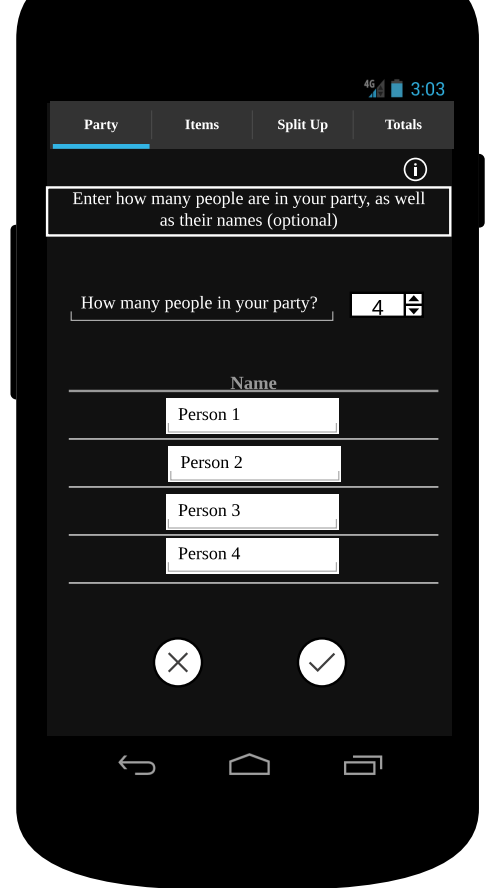 4G 3:03
Party Items Split Up Totals
i
Enter how many people are in your party, as well
as their names (optional)
How many people in your party? 4
Name
Person 1
Person 2
Person 3
Person 4